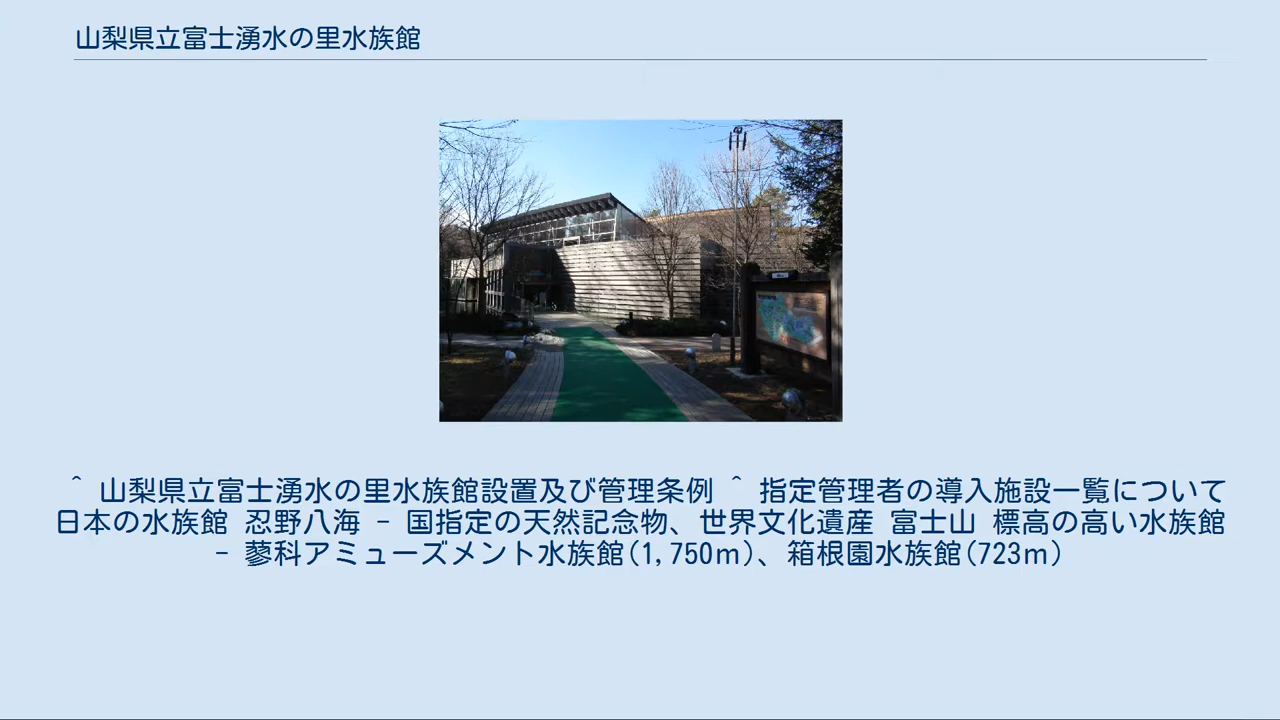 山梨県立富士湧水の里水族館
^ 山梨県立富士湧水の里水族館設置及び管理条例 ^ 指定管理者の導入施設一覧について
日本の水族館 忍野八海 - 国指定の天然記念物、世界文化遺産 富士山 標高の高い水族館
- 蓼科アミューズメント水族館(1,750m)、箱根園水族館(723m)